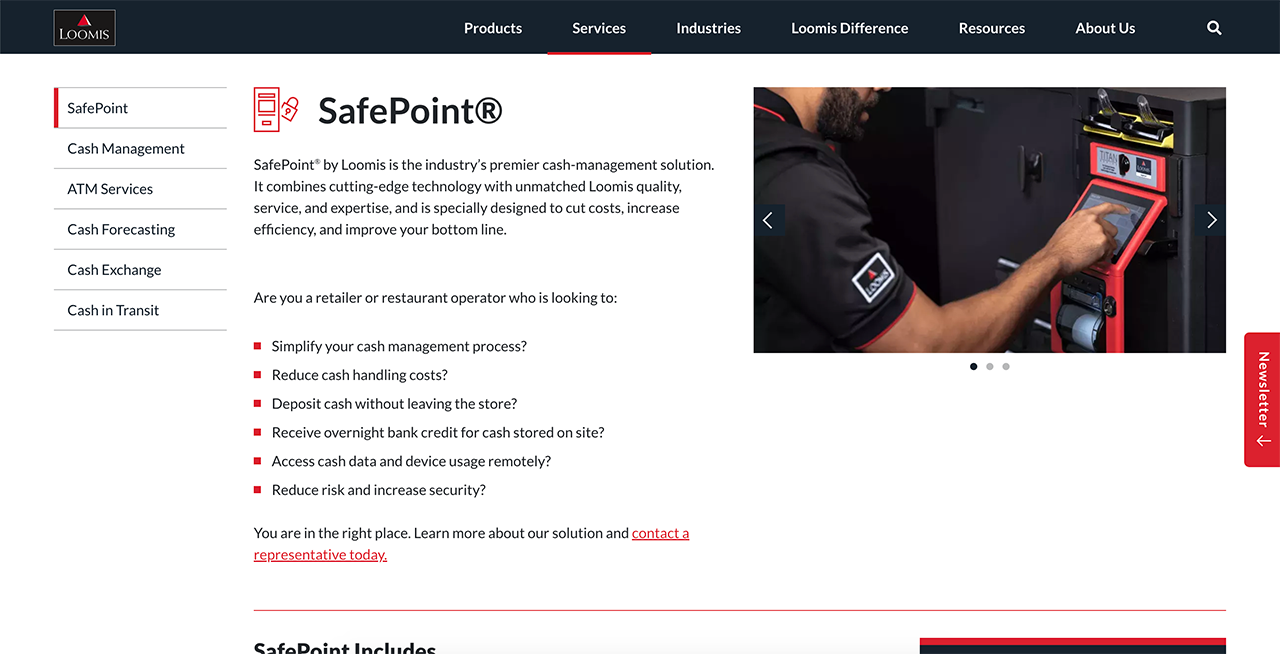 LOOMIS
Products
Services
Industries
Loomis Difference
Resources
About Us
SafePoint
Cash Management
ATM Services
Cash Forecasting
Cash Exchange
Cash in Transit
SafePoint®
SafePoint® by Loomis is the industry’s premier cash-management solution.
It combines cutting-edge technology with unmatched Loomis quality,
service, and expertise, and is specially designed to cut costs, increase
efficiency, and improve your bottom line.
Are you a retailer or restaurant operator who is looking to:
Simplify your cash management process?
Reduce cash handling costs?
Deposit cash without leaving the store?
Receive overnight bank credit for cash stored on site?
Access cash data and device usage remotely?
Reduce risk and increase security?
You are in the right place. Learn more about our solution and contact a
representative today.
TITAN
LOOMIS
Newsletter
SafePoint Includes